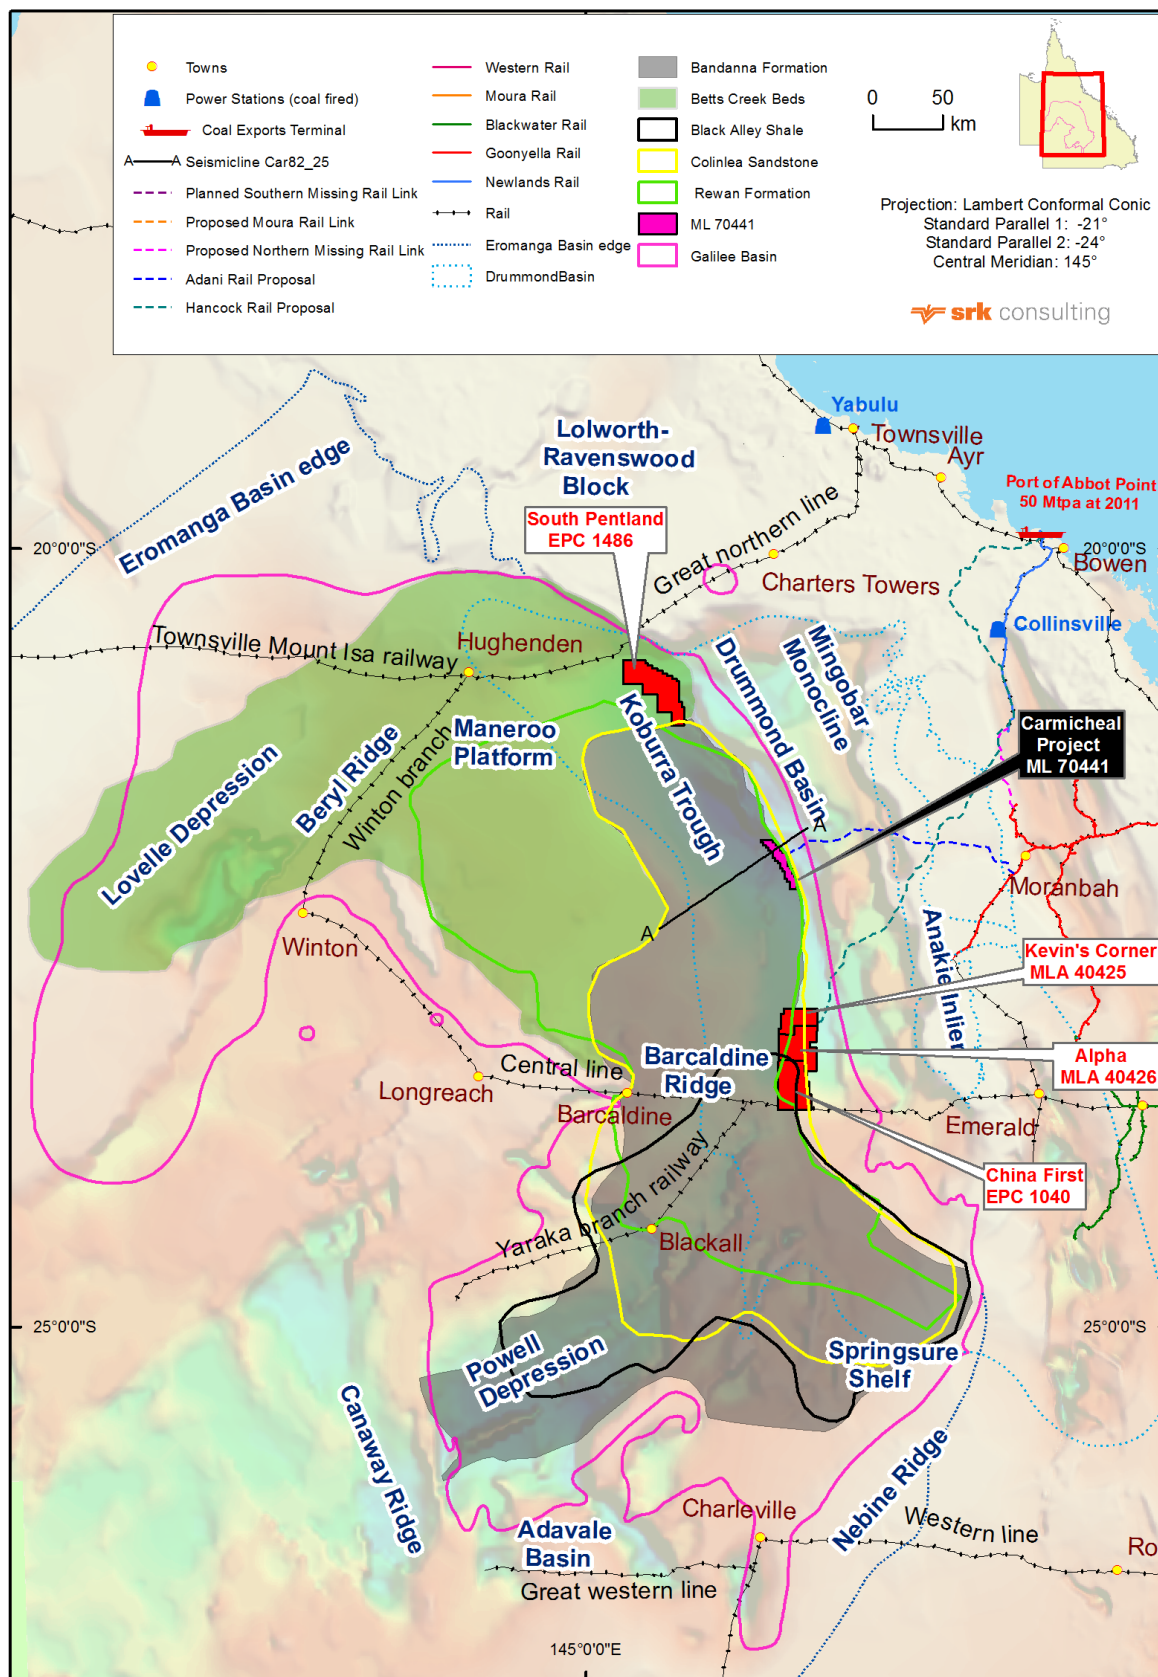 Towns
Power Stations (coal fired)
Coal Exports Terminal
A A Seismicline Car82_25
Planned Southern Missing Rail Link
Proposed Moura Rail Link
Proposed Northern Missing Rail Link
Adani Rail Proposal
Hancock Rail Proposal
Western Rail
Moura Rail
Blackwater Rail
Goonyella Rail
Newlands Rail
Rail
Eromanga Basin edge
DrummondBasin
Bandanna Formation
Betts Creek Beds
Black Alley Shale
Colinlea Sandstone
Rewan Formation
ML 70441
Galilee Basin
0 50
km
Projection: Lambert Conformal Conic
Standard Parallel 1: -21°
Standard Parallel 2: -24°
Central Meridian: 145°
srk consulting
Yabulu
Townsville
Ayr
Lolworth-
Ravenswood
Block
Eromanga Basin edge
Port of Abbot Point
50 Mtpa at 2011
South Pentland
EPC 1486
20°0'0"S
20°0'0"S
Bowen
Great northern line
Charters Towers
Collinsville
Townsville Mount Isa railway
Hughenden
Mingobar
Monocline
Drummond Basin
Koburra Trough
Maneroo
Platform
Carmicheal
Project
ML 70441
Beryl Ridge
Winton branch
Lovelle Depression
A
A
Moranbah
Winton
Anakie Inlier
Kevin's Corner
MLA 40425
Barcaldine
Ridge
Alpha
MLA 40426
Central line
Longreach
Barcaldine
Emerald
China First
EPC 1040
Yaraka branch railway
Blackall
25°0'0"S
25°0'0"S
Powell
Depression
Springsure
Shelf
Canaway Ridge
Nebine Ridge
Charleville
Adavale
Basin
Western line
Ro
Great western line
145°0'0"E